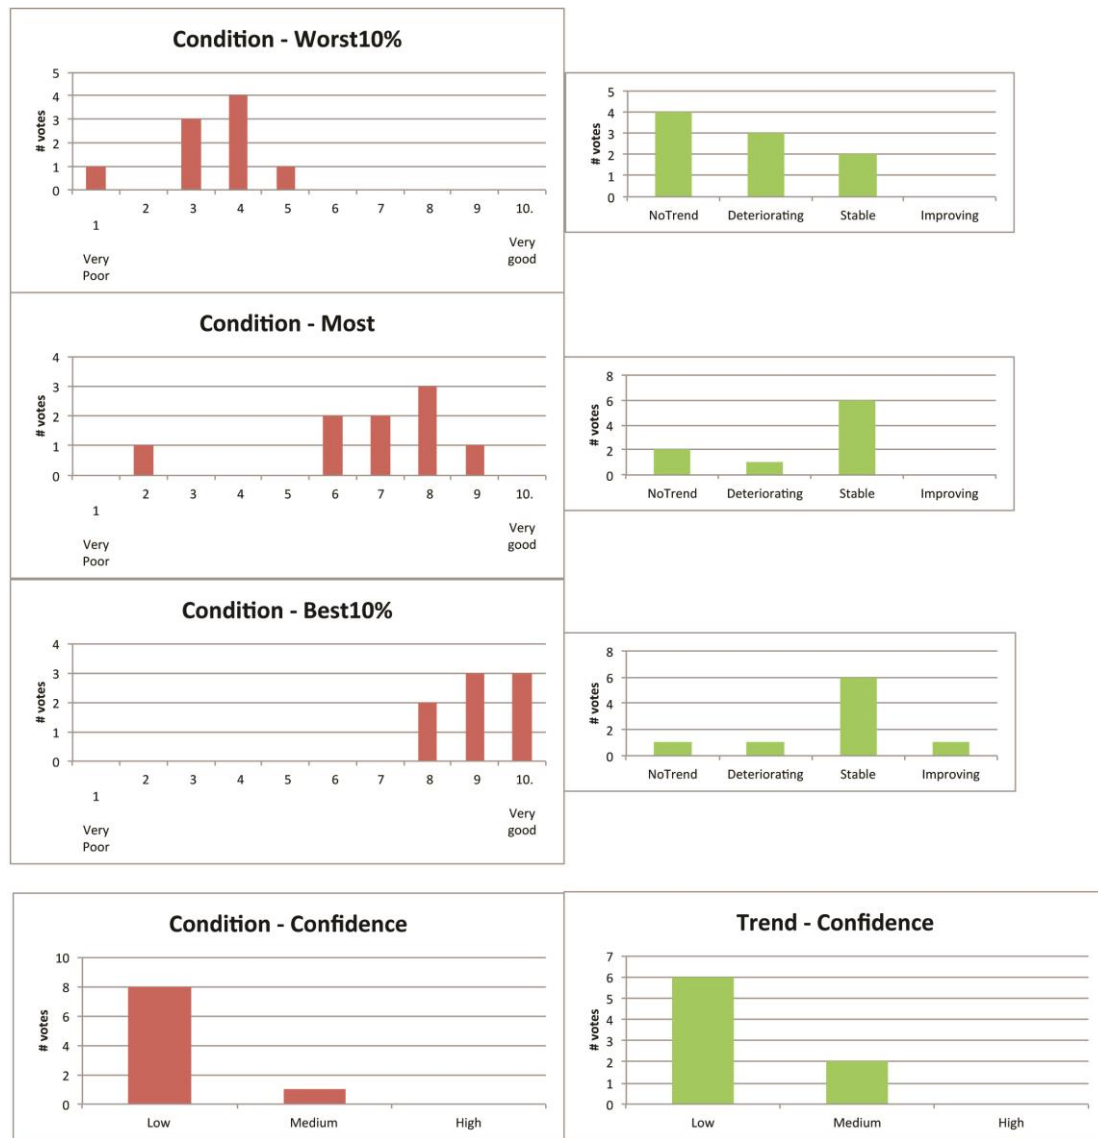 Condition - Worst10%
# votes
5
4
3
2
1
0
2 3 4 5 6 7 8 9 10.
1
Very
Poor
Very
good
# votes
5
4
3
2
1
0
NoTrend Deteriorating Stable Improving
Condition - Most
# votes
4
3
2
1
0
2 3 4 5 6 7 8 9 10.
1
Very
Poor
Very
good
# votes
8
6
4
2
0
NoTrend Deteriorating Stable Improving
Condition - Best10%
# votes
4
3
2
1
0
2 3 4 5 6 7 8 9 10.
1
Very
Poor
Very
good
# votes
8
6
4
2
0
NoTrend Deteriorating Stable Improving
Condition - Confidence
# votes
10
8
6
4
2
0
Low Medium High
Trend - Confidence
# votes
7
6
5
4
3
2
1
0
Low Medium High